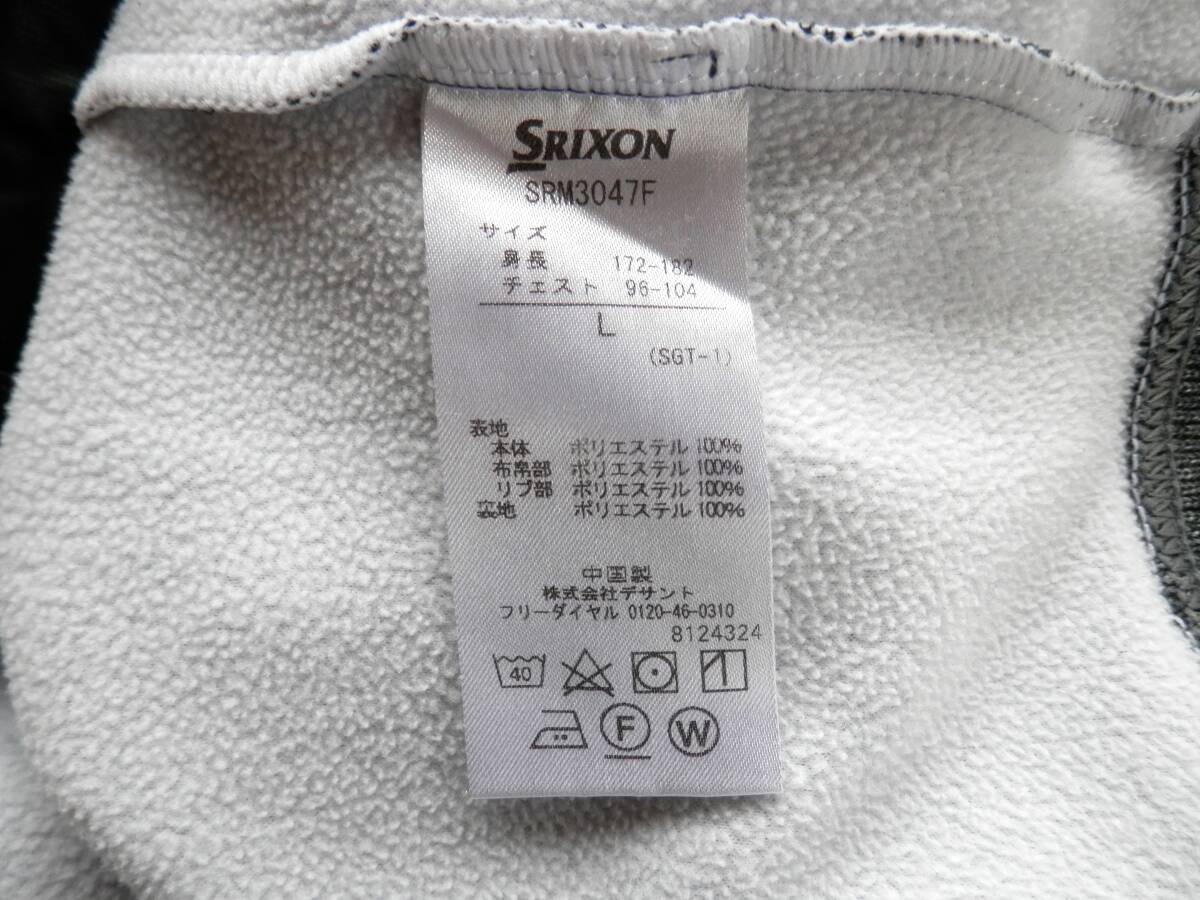 SRIXON
SRM3047F
サイズ
身長 172-182
チェスト 96-104
L
(SGT-1)
表地
本体 ポリエステル 100%
布帛部 ポリエステル 100%
リブ部 ポリエステル 100%
裏地 ポリエステル 100%
中国製
株式会社デサント
フリーダイヤル 0120-46-0310
8124324
40
F W